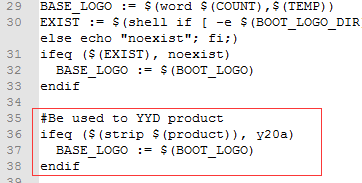 29 BASE_LOGO := $(word $(COUNT),$(TEMP))
30 EXIST := $(shell if [ -e $(BOOT_LOGO_DIR
else echo "noexist"; fi;)
31 ifeq ($(EXIST), noexist)
32 BASE_LOGO := $(BOOT_LOGO)
33 endif
34
35 #Be used to YYD product
36 ifeq ($(strip $(product)), y20a)
37 BASE_LOGO := $(BOOT_LOGO)
38 endif
39